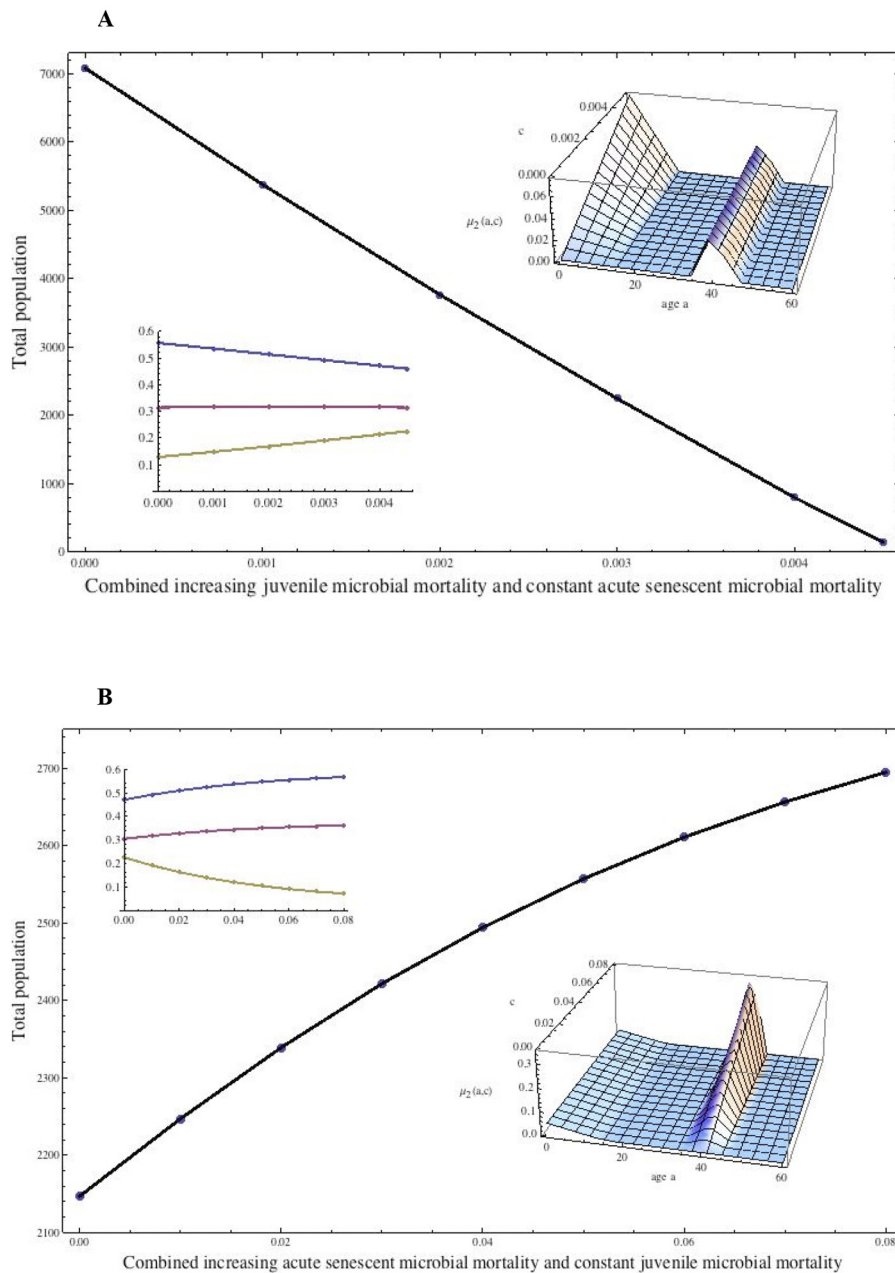 A
7000
6000
5000
4000
3000
2000
1000
0
Total population
0.000 0.001 0.002 0.003 0.004
Combined increasing juvenile microbial mortality and constant acute senescent microbial mortality
0.6
0.5
0.4
0.3
0.2
0.1
0.000 0.001 0.002 0.003 0.004
0.004
c
0.002
0.000
0.06
μ2(a,c)
0.04
0.02
0.00
0 20 40 60
age a
B
2700
2600
2500
2400
2300
2200
2100
Total population
0.00 0.02 0.04 0.06 0.08
Combined increasing acute senescent microbial mortality and constant juvenile microbial mortality
0.6
0.5
0.4
0.3
0.2
0.1
0.00 0.02 0.04 0.06 0.08
0.08
0.06
c
0.04
0.02
0.00
0.3
0.2
μ2(a,c)
0.1
0.0
0 20 40 60
age a